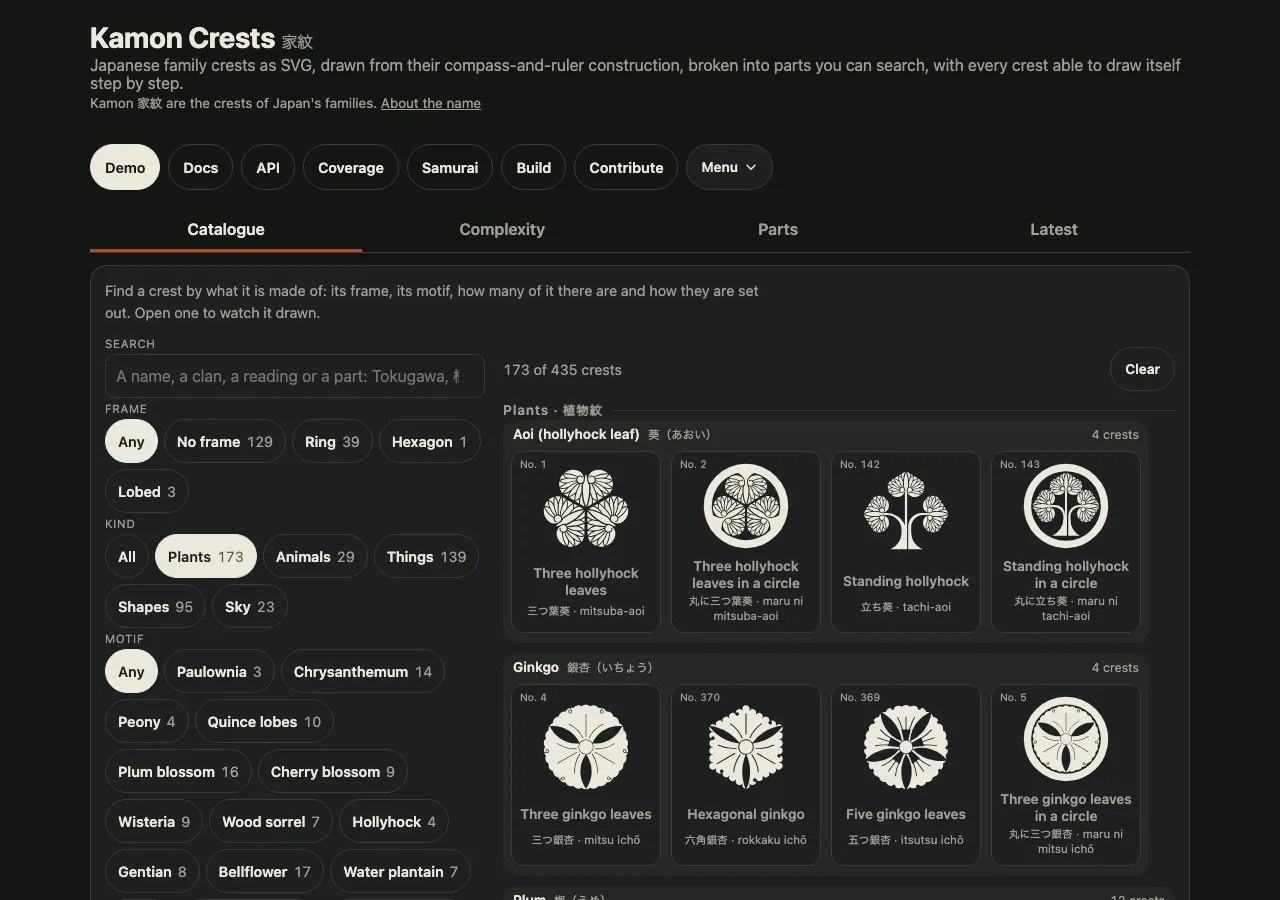 Kamon Crests 家紋
Japanese family crests as SVG, drawn from their compass-and-ruler construction, broken into parts you can search, with every crest able to draw itself
step by step.
Kamon 家紋 are the crests of Japan's families. About the name
Demo
Docs
API
Coverage
Samurai
Build
Contribute
Menu
Catalogue
Complexity
Parts
Latest
Find a crest by what it is made of: its frame, its motif, how many of it there are and how they are set
out. Open one to watch it drawn.
SEARCH
A name, a clan, a reading or a part: Tokugawa,
FRAME
Any
No frame 129
Ring 39
Hexagon 1
Lobed 3
KIND
All
Plants 173
Animals 29
Things 139
Shapes 95
Sky 23
MOTIF
Any
Paulownia 3
Chrysanthemum 14
Peony 4
Quince lobes 10
Plum blossom 16
Cherry blossom 9
Wisteria 9
Wood sorrel 7
Hollyhock 4
Gentian 8
Bellflower 17
Water plantain 7
173 of 435 crests
Clear
Plants · 植物紋
Aoi (hollyhock leaf) 葵（あおい）
4 crests
No. 1
Three hollyhock
leaves
三つ葉葵 · mitsuba-aoi
No. 2
Three hollyhock
leaves in a circle
丸に三つ葉葵 · maru ni
mitsuba-aoi
No. 142
Standing hollyhock
立ち葵 · tachi-aoi
No. 143
Standing hollyhock
in a circle
丸に立ち葵 · maru ni
tachi-aoi
Ginkgo 銀杏（いちょう）
4 crests
No. 4
Three ginkgo leaves
三つ銀杏 · mitsu ichō
No. 370
Hexagonal ginkgo
六角銀杏 · rokkaku ichō
No. 369
Five ginkgo leaves
五つ銀杏 · itsutsu ichō
No. 5
Three ginkgo leaves
in a circle
丸に三つ銀杏 · maru ni
mitsu ichō
Plum 梅（うめ）